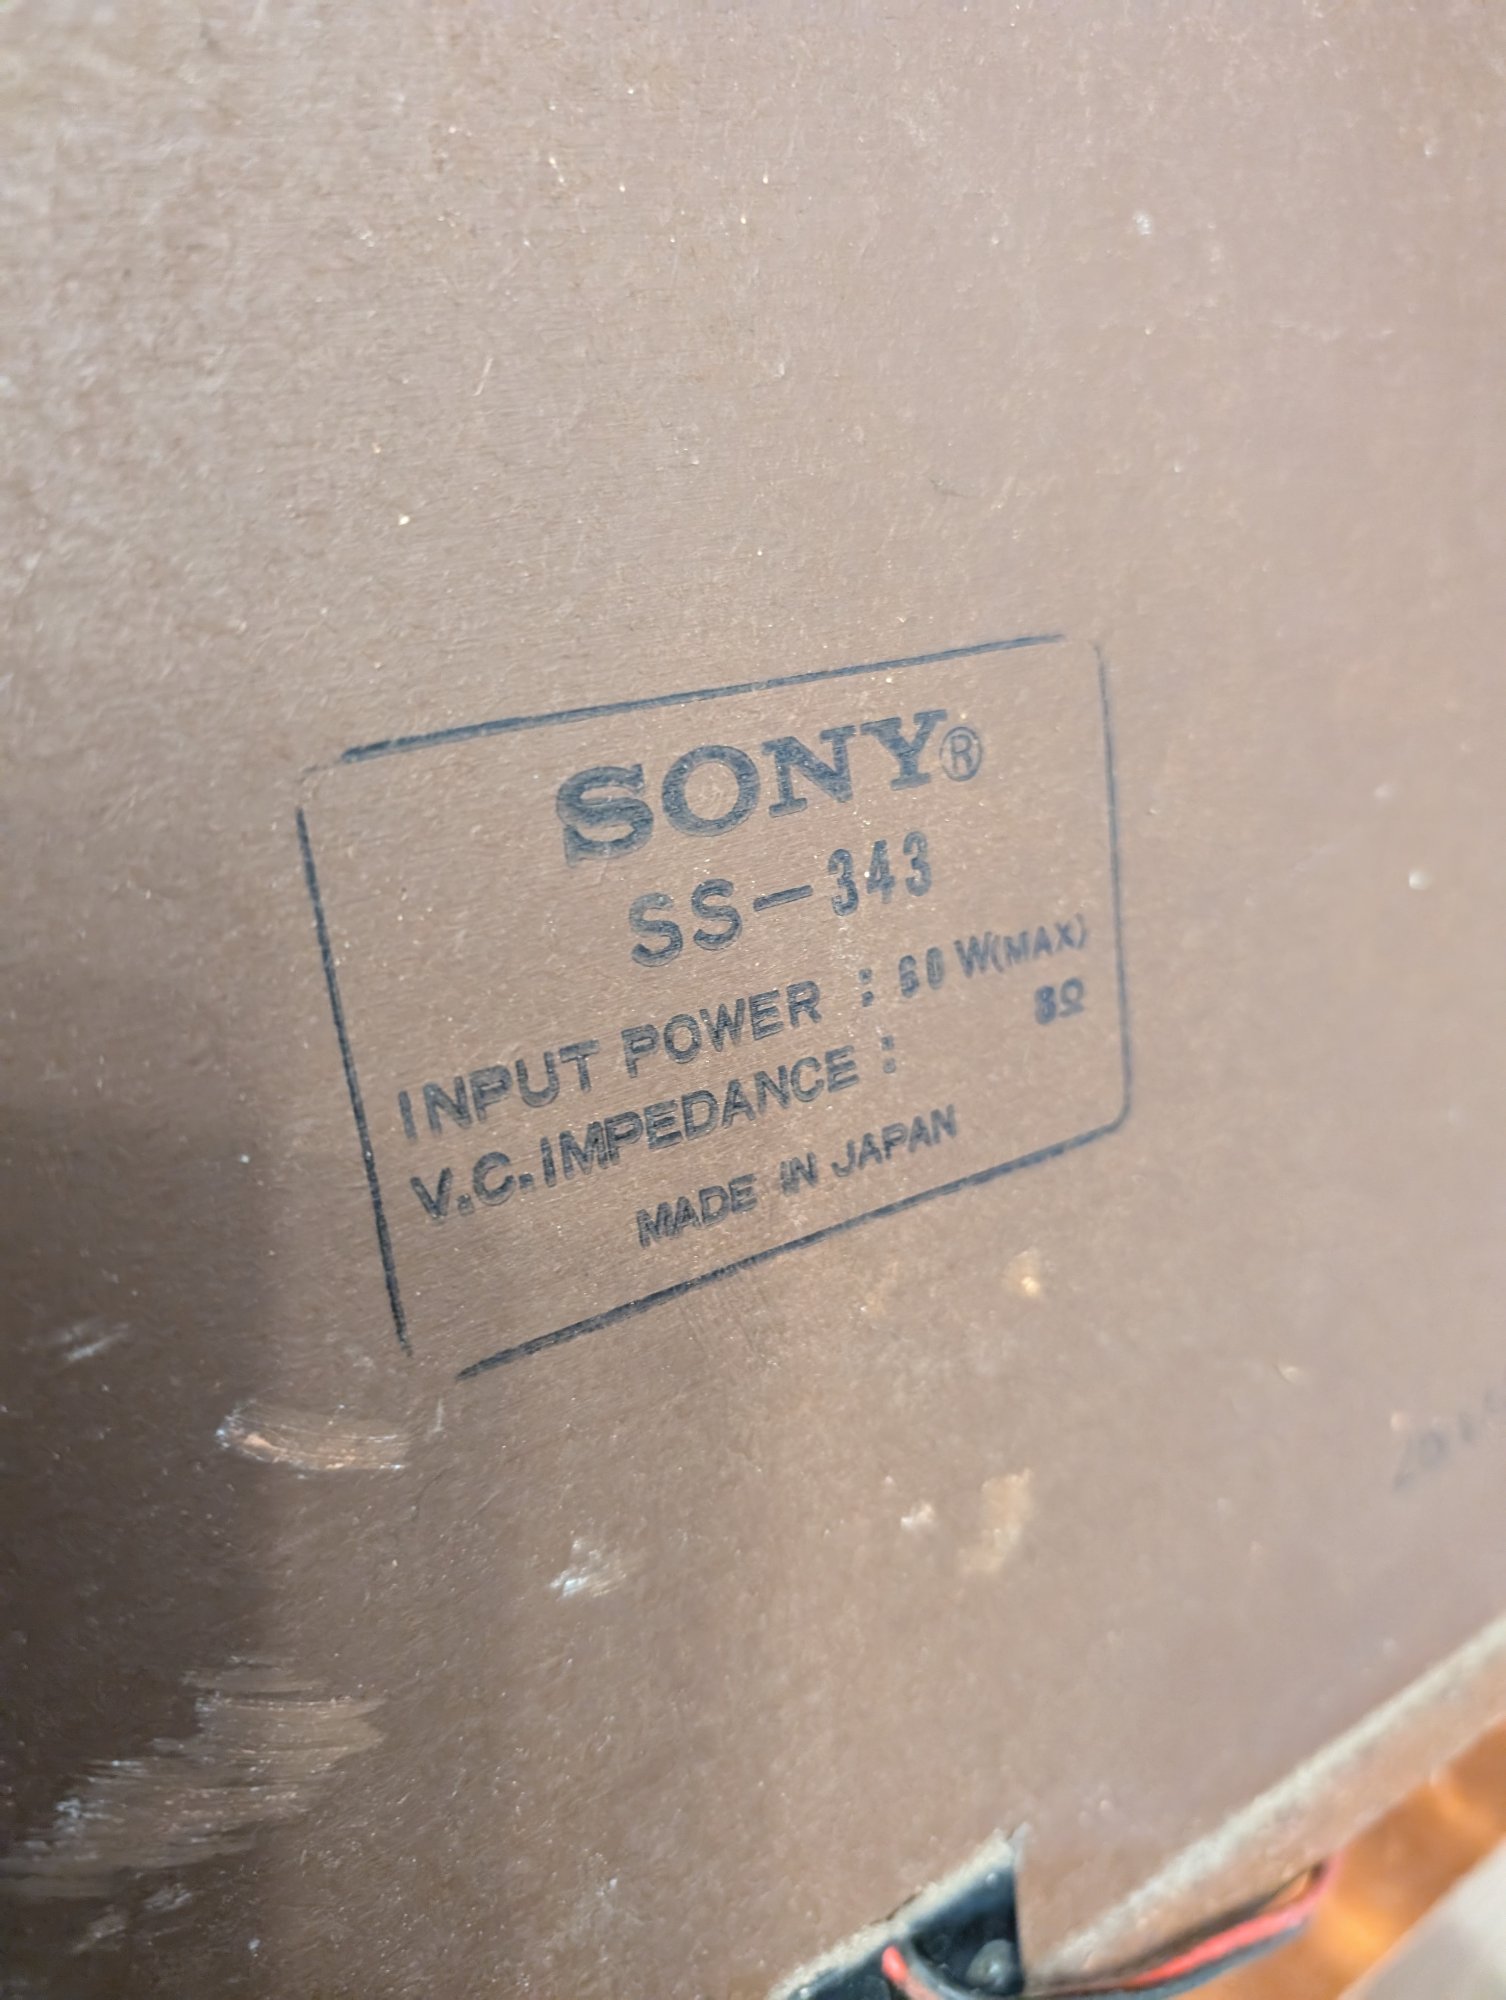 SONY®
SS-343
INPUT POWER : 60 W(MAX)
V.C.IMPEDANCE : 8Ω
MADE IN JAPAN